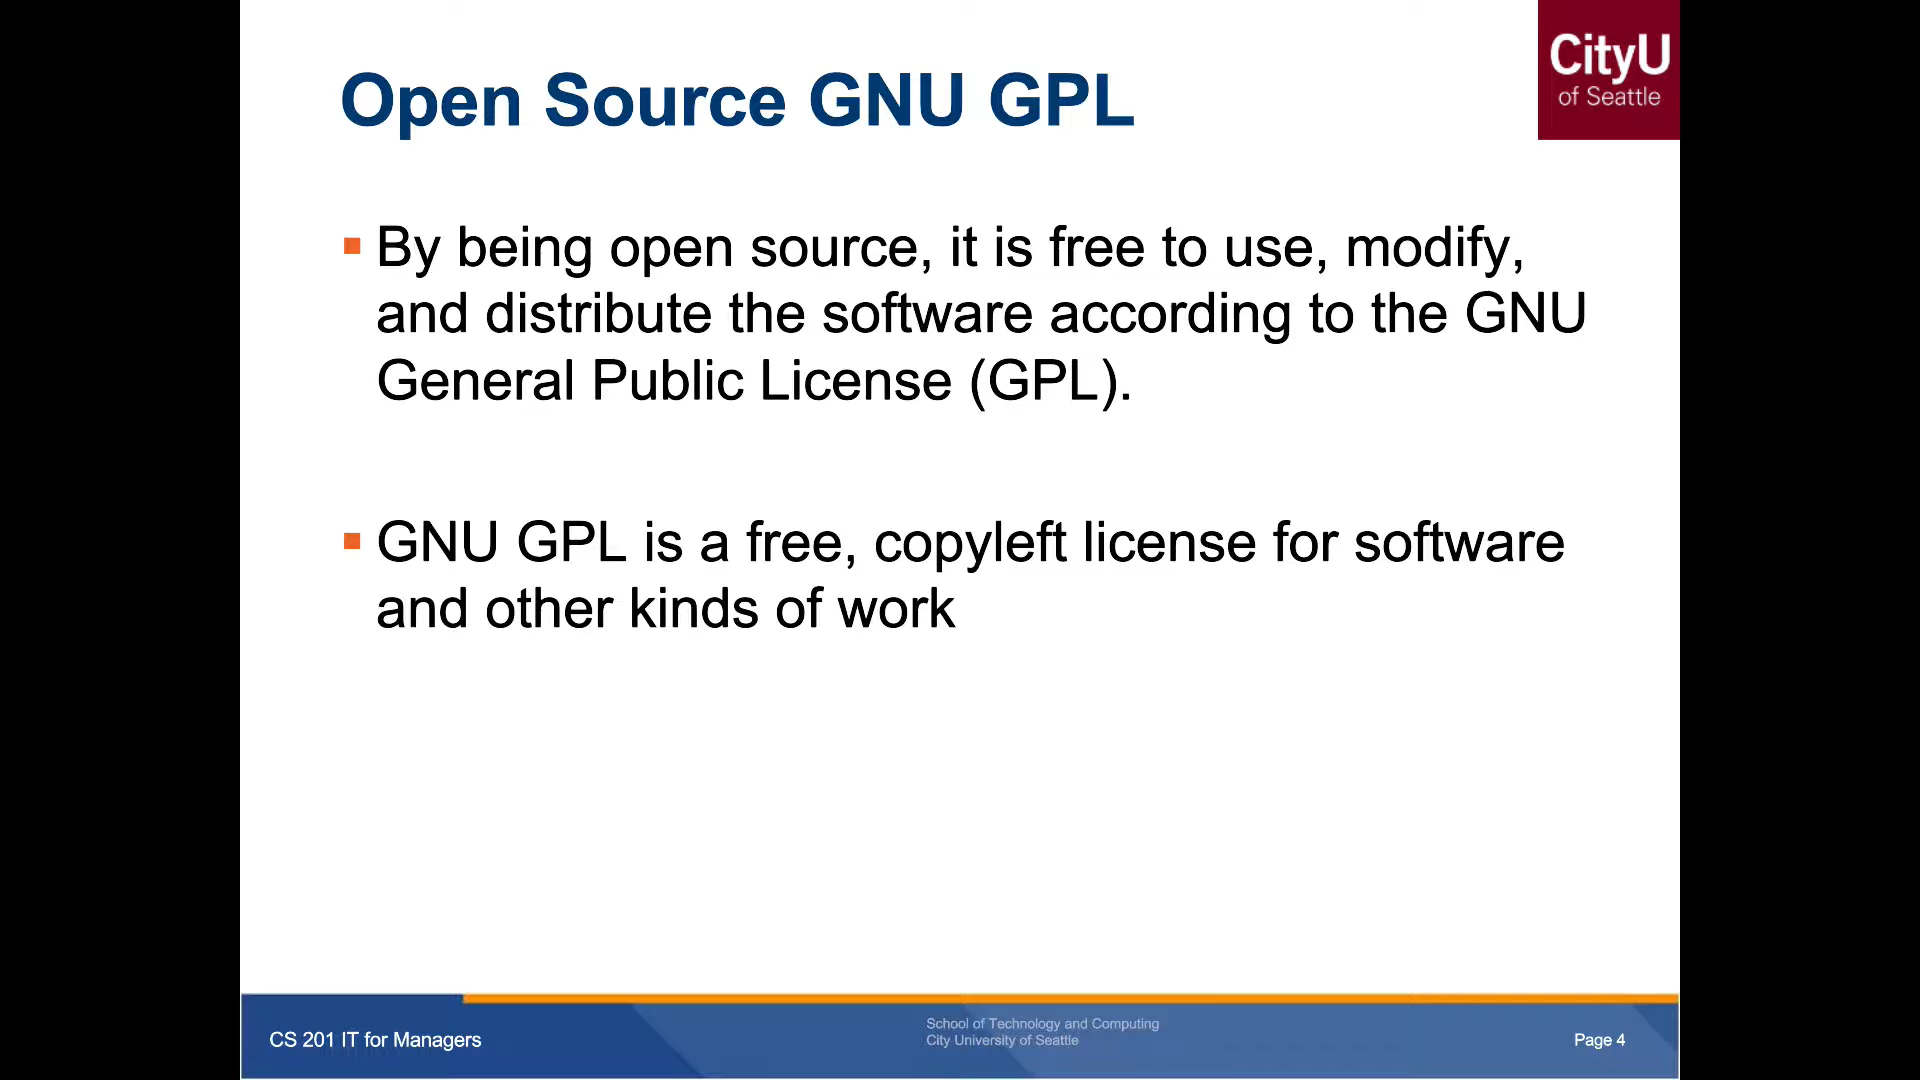 CityU
of Seattle
Open Source GNU GPL
▪ By being open source, it is free to use, modify,
and distribute the software according to the GNU
General Public License (GPL).
▪ GNU GPL is a free, copyleft license for software
and other kinds of work
CS 201 IT for Managers
School of Technology and Computing
City University of Seattle
Page 4